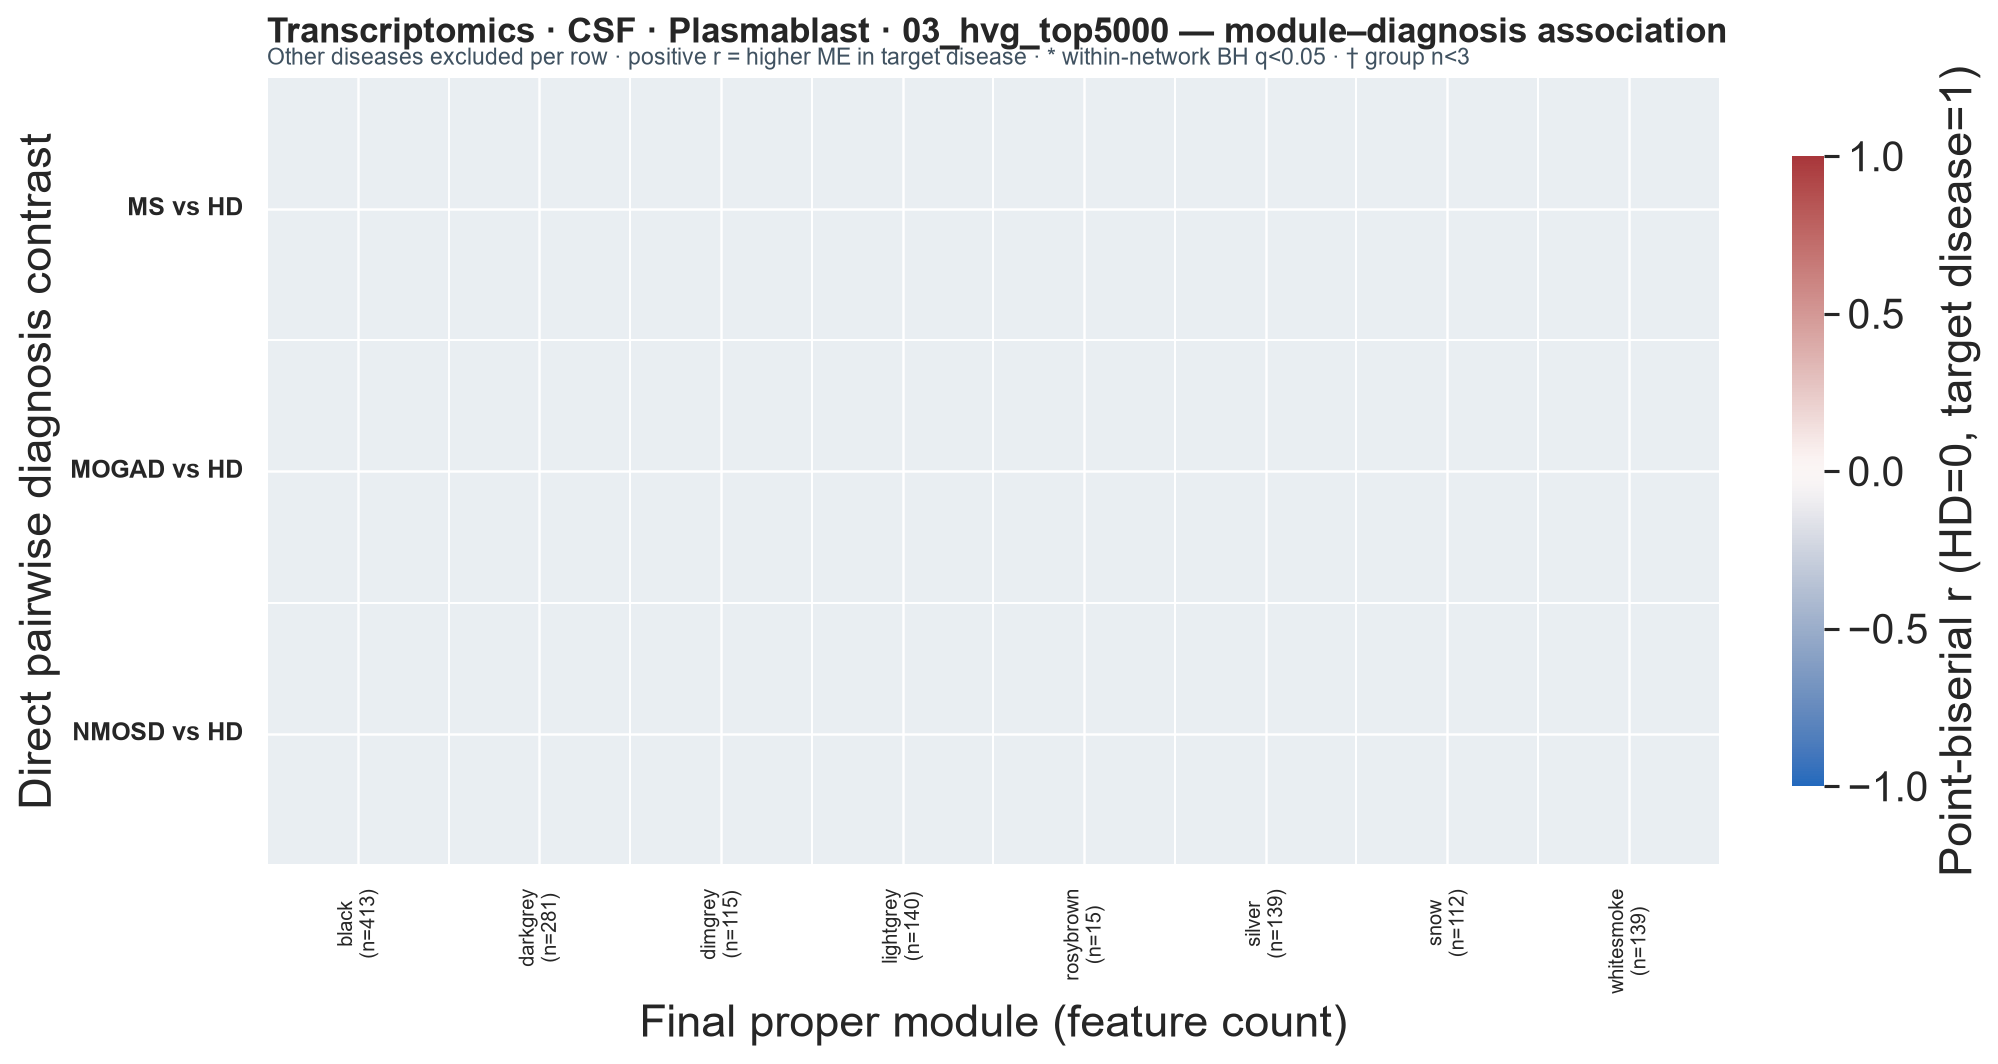 Transcriptomics · CSF · Plasmablast · 03_hvg_top5000 — module–diagnosis association
Other diseases excluded per row · positive r = higher ME in target disease · * within-network BH q<0.05 · † group n<3
Direct pairwise diagnosis contrast
MS vs HD
MOGAD vs HD
NMOSD vs HD
black
(n=413)
darkgrey
(n=281)
dimgrey
(n=115)
lightgrey
(n=140)
rosybrown
(n=15)
silver
(n=139)
snow
(n=112)
whitesmoke
(n=139)
Final proper module (feature count)
1.0
0.5
0.0
−0.5
−1.0
Point-biserial r (HD=0, target disease=1)